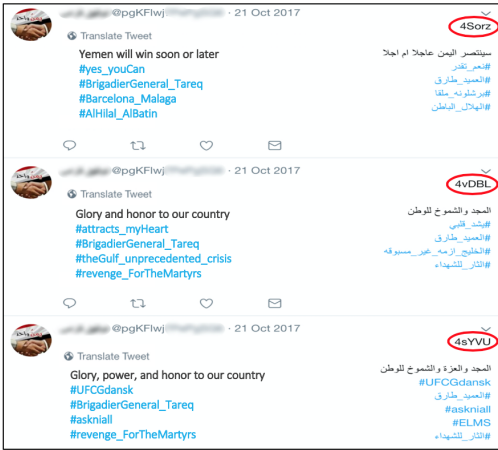 @pgKFlwj · 21 Oct 2017
4Sorz
Translate Tweet
Yemen will win soon or later
#yes_youCan
#BrigadierGeneral_Tareq
#Barcelona_Malaga
#AlHilal_AlBatin
سينتصر اليمن عاجلا ام اجلا
#نعم_تقدر
#العميد_طارق
#برشلونه_ملقا
#الهلال_الباطن
@pgKFlwj · 21 Oct 2017
4vDBL
Translate Tweet
Glory and honor to our country
#attracts_myHeart
#BrigadierGeneral_Tareq
#theGulf_unprecedented_crisis
#revenge_ForTheMartyrs
المجد والشموخ للوطن
#يشد_قلبي
#العميد_طارق
#الخليج_ازمه_غير_مسبوقه
#الثار_للشهداء
@pgKFlwj · 21 Oct 2017
4sYVU
Translate Tweet
Glory, power, and honor to our country
#UFCGdansk
#BrigadierGeneral_Tareq
#askniall
#revenge_ForTheMartyrs
المجد والعزة والشموخ للوطن
#UFCGdansk
#العميد_طارق
#askniall
#ELMS
#الثار_للشهداء